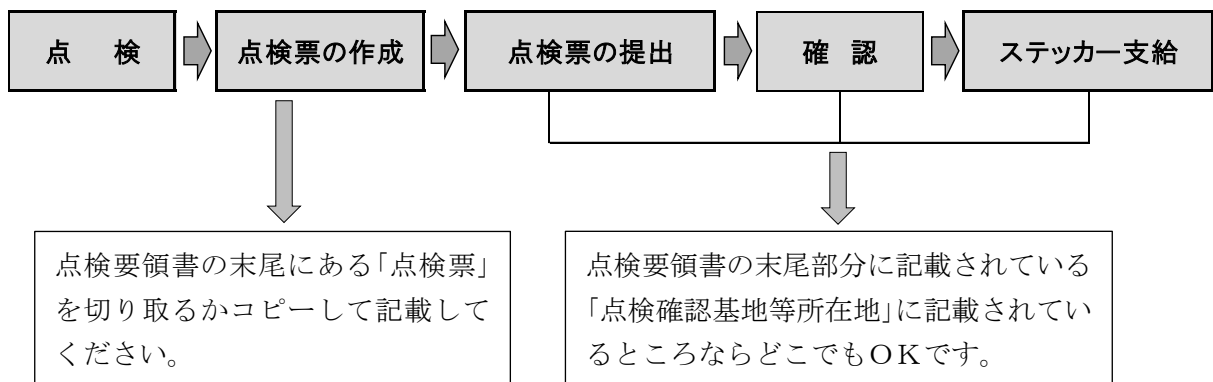 点　検
点検票の作成
点検票の提出
確　認
ステッカー支給
点検要領書の末尾にある「点検票」
を切り取るかコピーして記載して
ください。
点検要領書の末尾部分に記載されている
「点検確認基地等所在地」に記載されてい
るところならどこでもＯＫです。